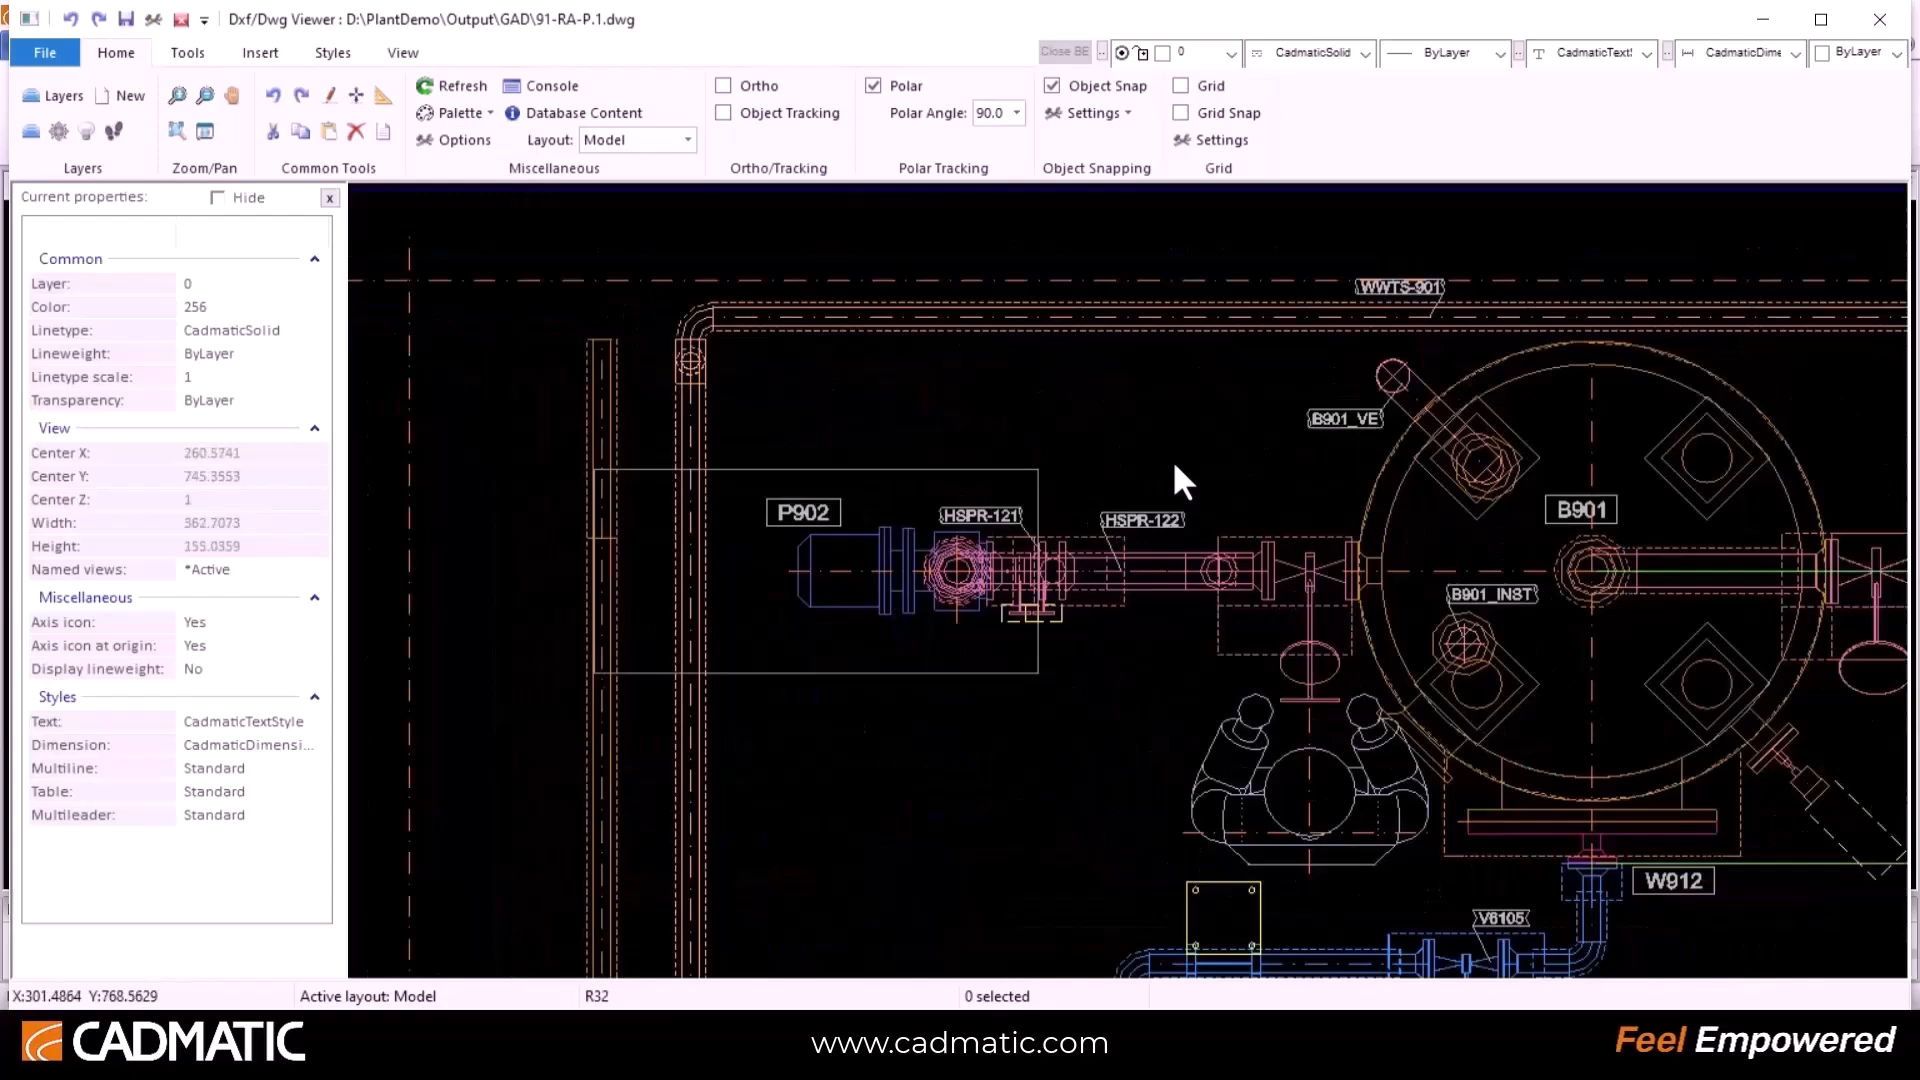 Dxf/Dwg Viewer : D:\PlantDemo\Output\GAD\91-RA-P.1.dwg
File Home Tools Insert Styles View
Close BE 0 CadmaticSolid ByLayer CadmaticText! CadmaticDime ByLayer
Layers New
Refresh Console
Palette Database Content
Options Layout: Model
Ortho
Object Tracking
Polar
Polar Angle: 90.0
Object Snap
Settings
Grid
Grid Snap
Settings
Layers Zoom/Pan Common Tools Miscellaneous Ortho/Tracking Polar Tracking Object Snapping Grid
Current properties: Hide x
Common
Layer: 0
Color: 256
Linetype: CadmaticSolid
Lineweight: ByLayer
Linetype scale: 1
Transparency: ByLayer
View
Center X: 260.5741
Center Y: 745.3553
Center Z: 1
Width: 362.7073
Height: 155.0359
Named views: *Active
Miscellaneous
Axis icon: Yes
Axis icon at origin: Yes
Display lineweight: No
Styles
Text: CadmaticTextStyle
Dimension: CadmaticDimensi...
Multiline: Standard
Table: Standard
Multileader: Standard
WWTS-901
B901_VE
P902
HSPR-121
HSPR-122
B901
B901_INST
W912
V6105
X:301.4864 Y:768.5629 Active layout: Model R32 0 selected
CADMATIC
www.cadmatic.com
Feel Empowered